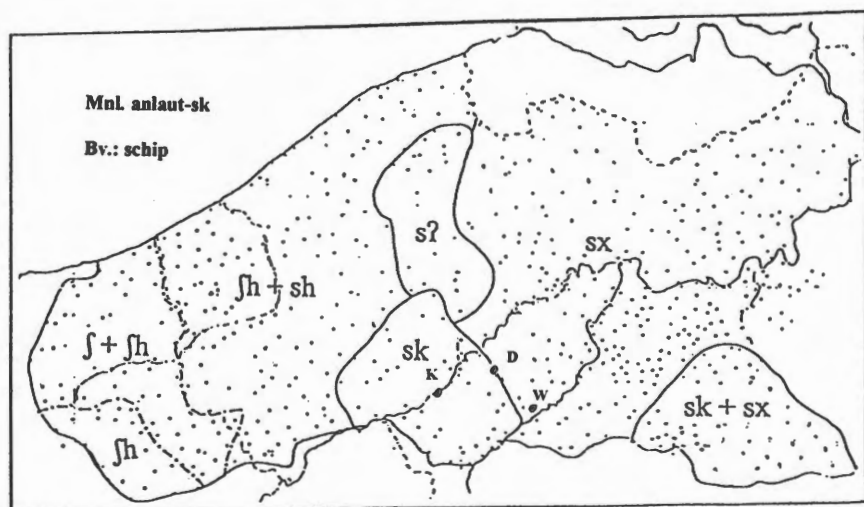 Mnl. anlaut-sk
Bv.: schip
s?
sx
ʃh + sh
ʃ + ʃh
sk
K
D
W
sk + sx
ʃh